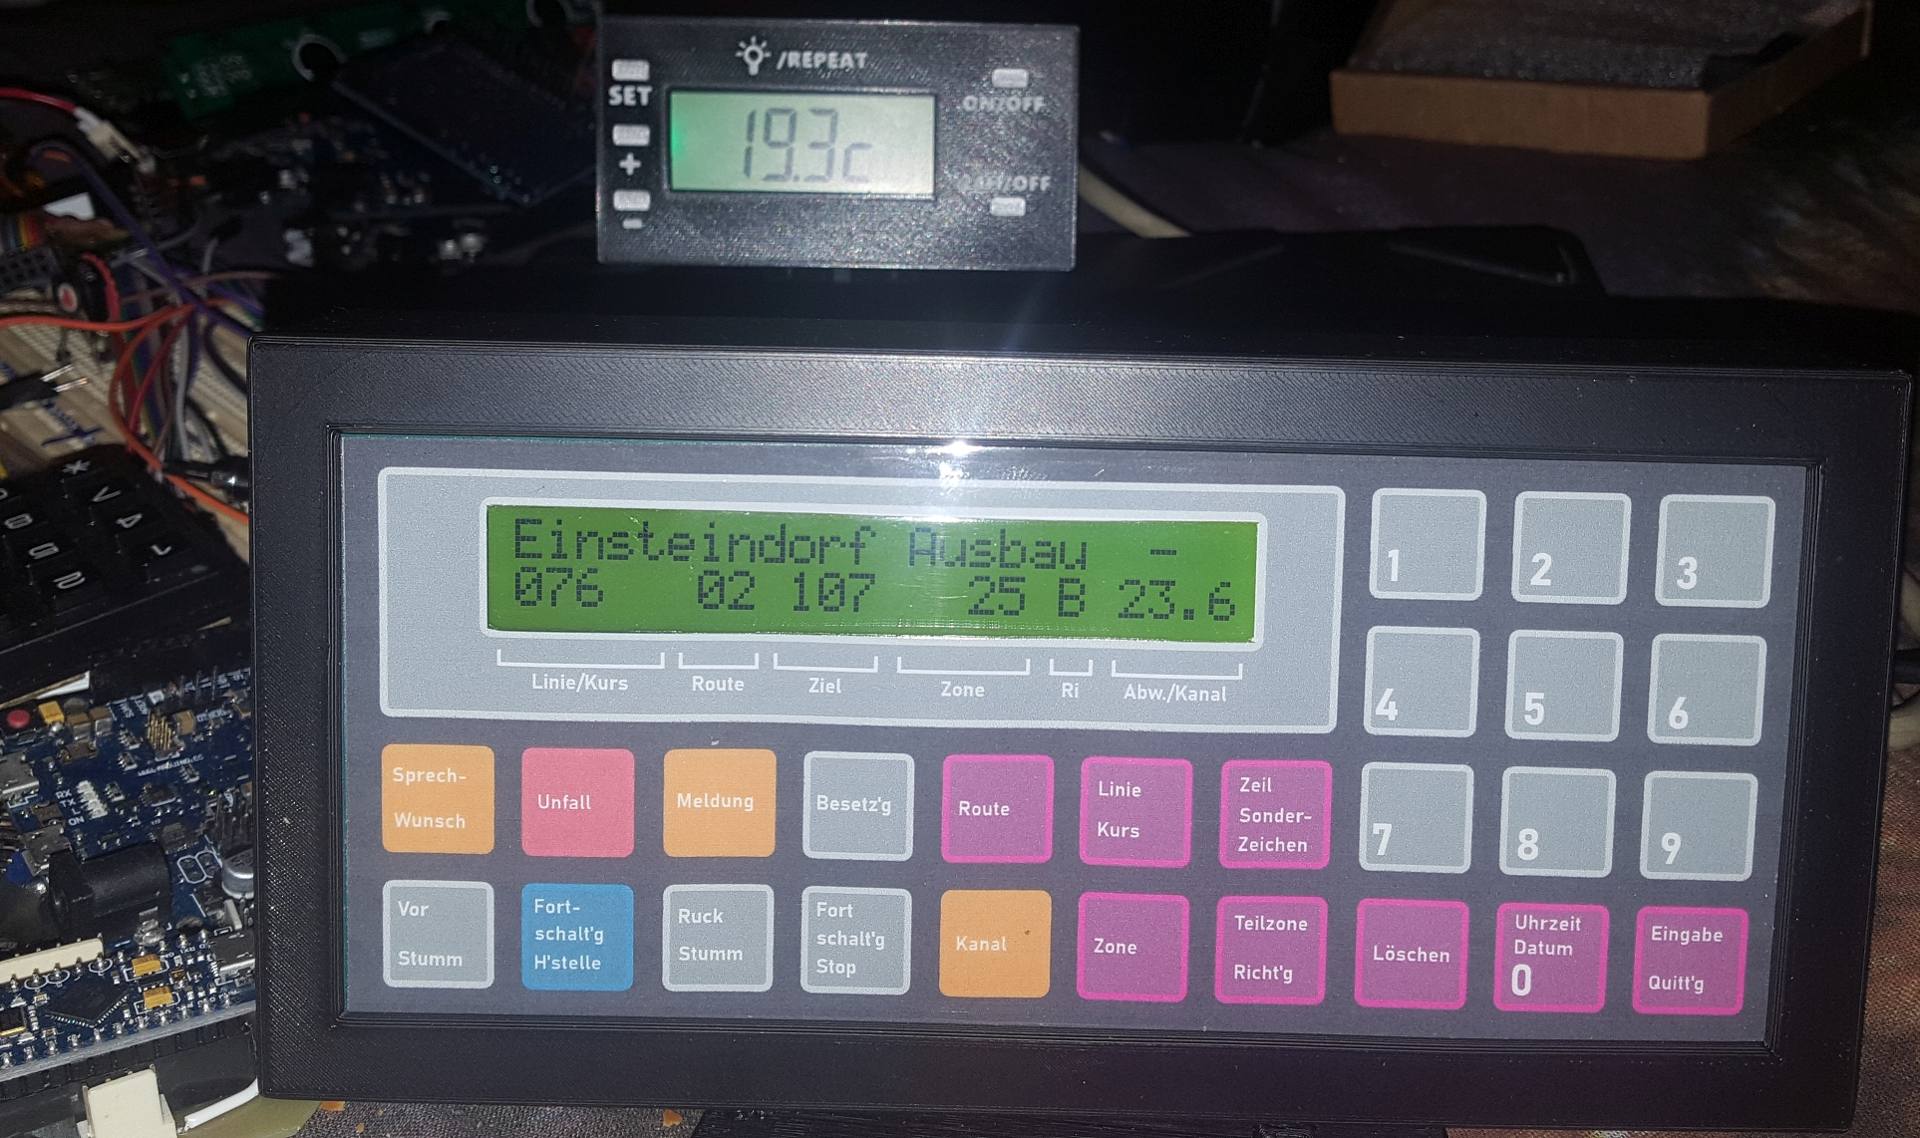 /REPEAT
SET
ON/OFF
+
19.3c
-
Einsteindorf Ausbau -
076 02 107 25 B 23.6
Linie/Kurs Route Ziel Zone Ri Abw./Kanal
1 2 3
4 5 6
7 8 9
Sprech-
Wunsch
Unfall
Meldung
Besetz'g
Route
Linie
Kurs
Zeil
Sonder-
Zeichen
Vor
Stumm
Fort-
schalt'g
H'stelle
Ruck
Stumm
Fort
schalt'g
Stop
Kanal
Zone
Teilzone
Richt'g
Löschen
Uhrzeit
Datum
0
Eingabe
Quitt'g
RX
TX
L
ON